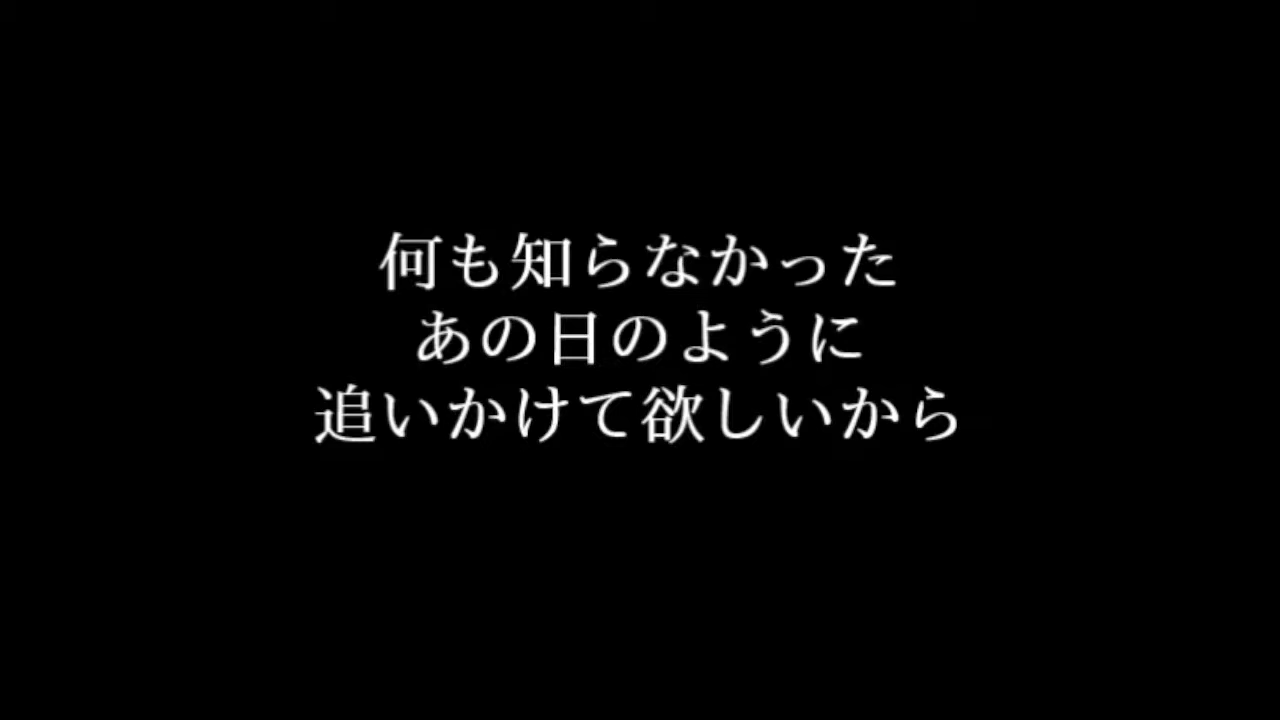 何も知らなかった
あの日のように
追いかけて欲しいから